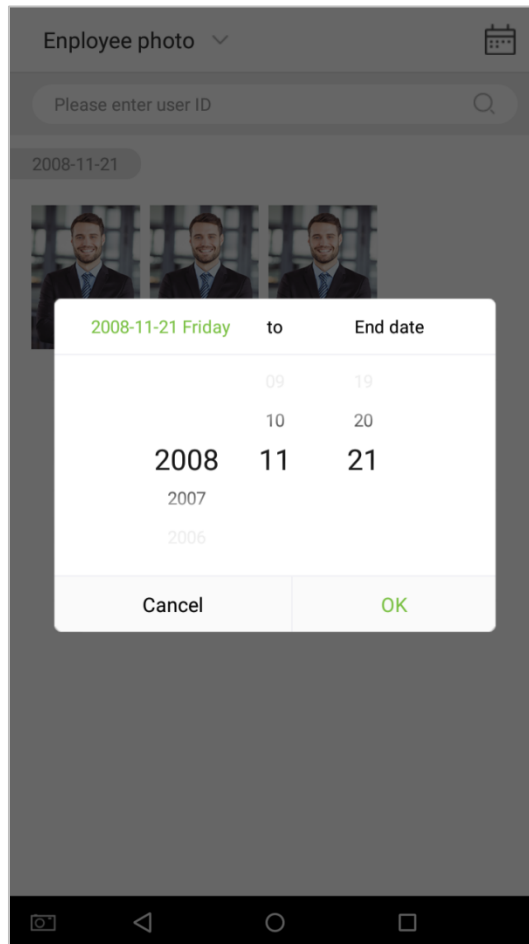 Enployee photo
Please enter user ID
2008-11-21
2008-11-21 Friday to End date
09 19
10 20
2008 11 21
2007
2006
Cancel OK